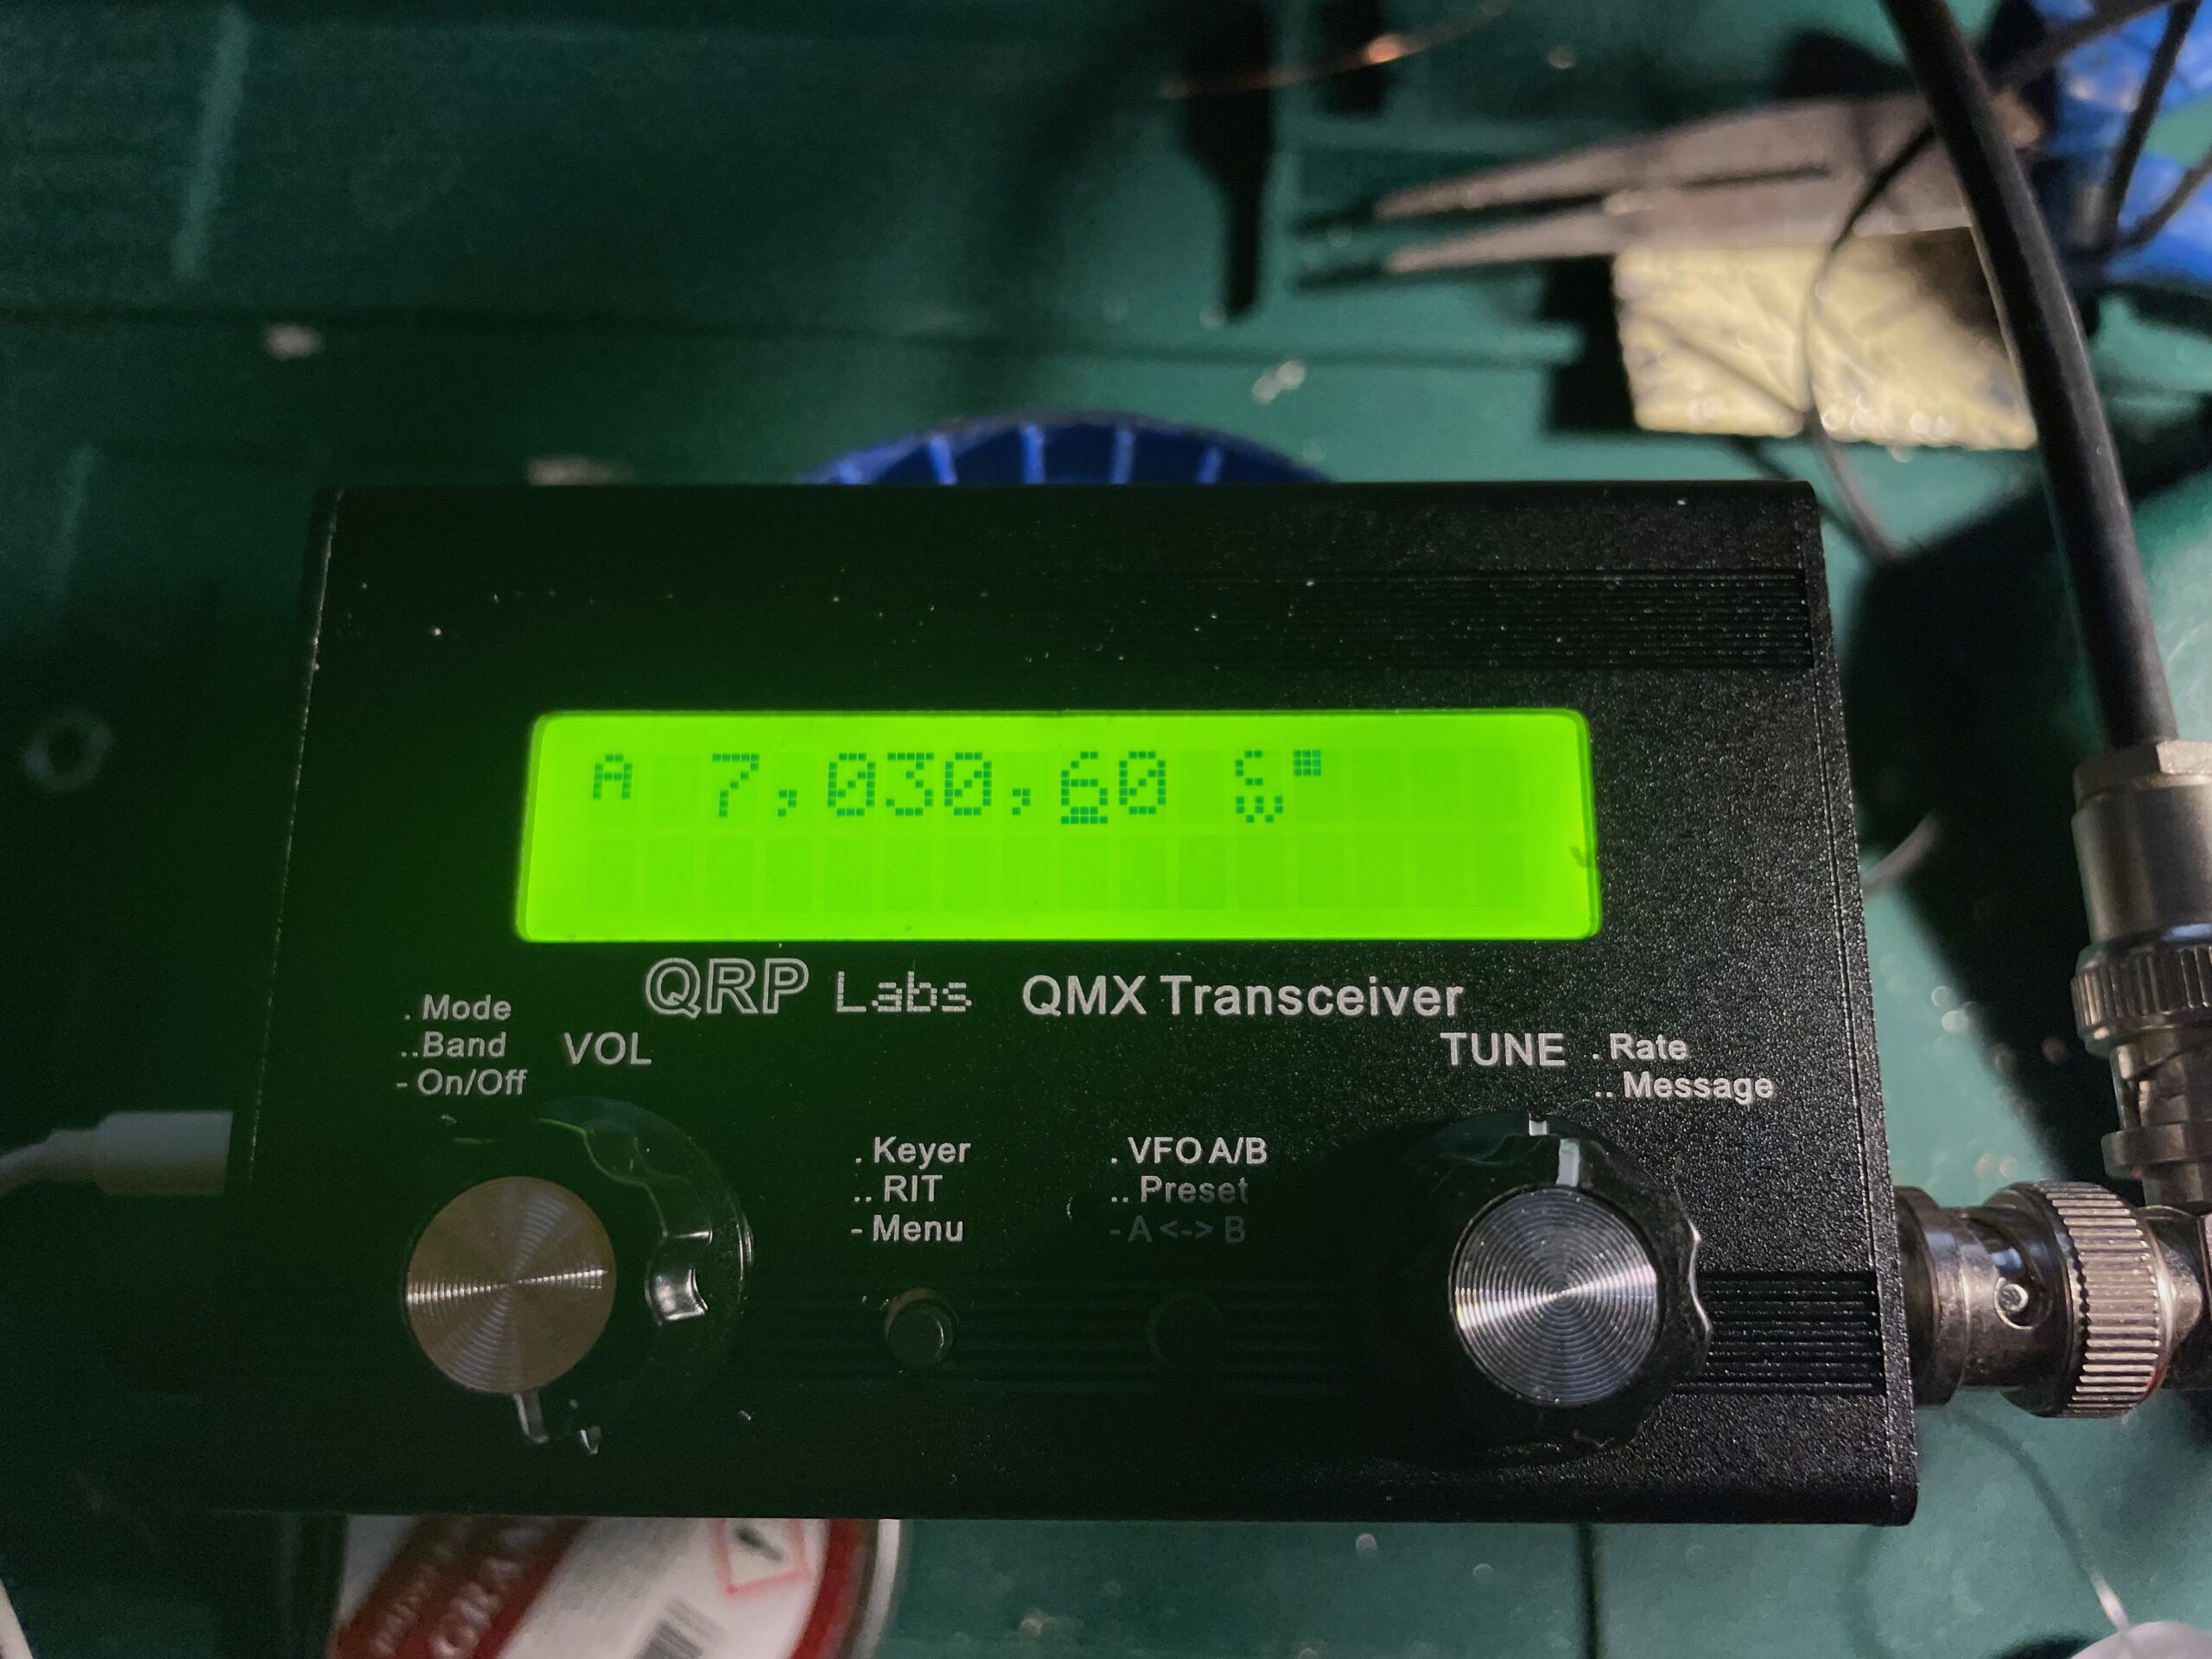 A 7,030,60 CW
QRP Labs QMX Transceiver
. Mode
.. Band
- On/Off
VOL
TUNE
. Rate
.. Message
. Keyer
.. RIT
- Menu
. VFO A/B
.. Preset
- A <-> B